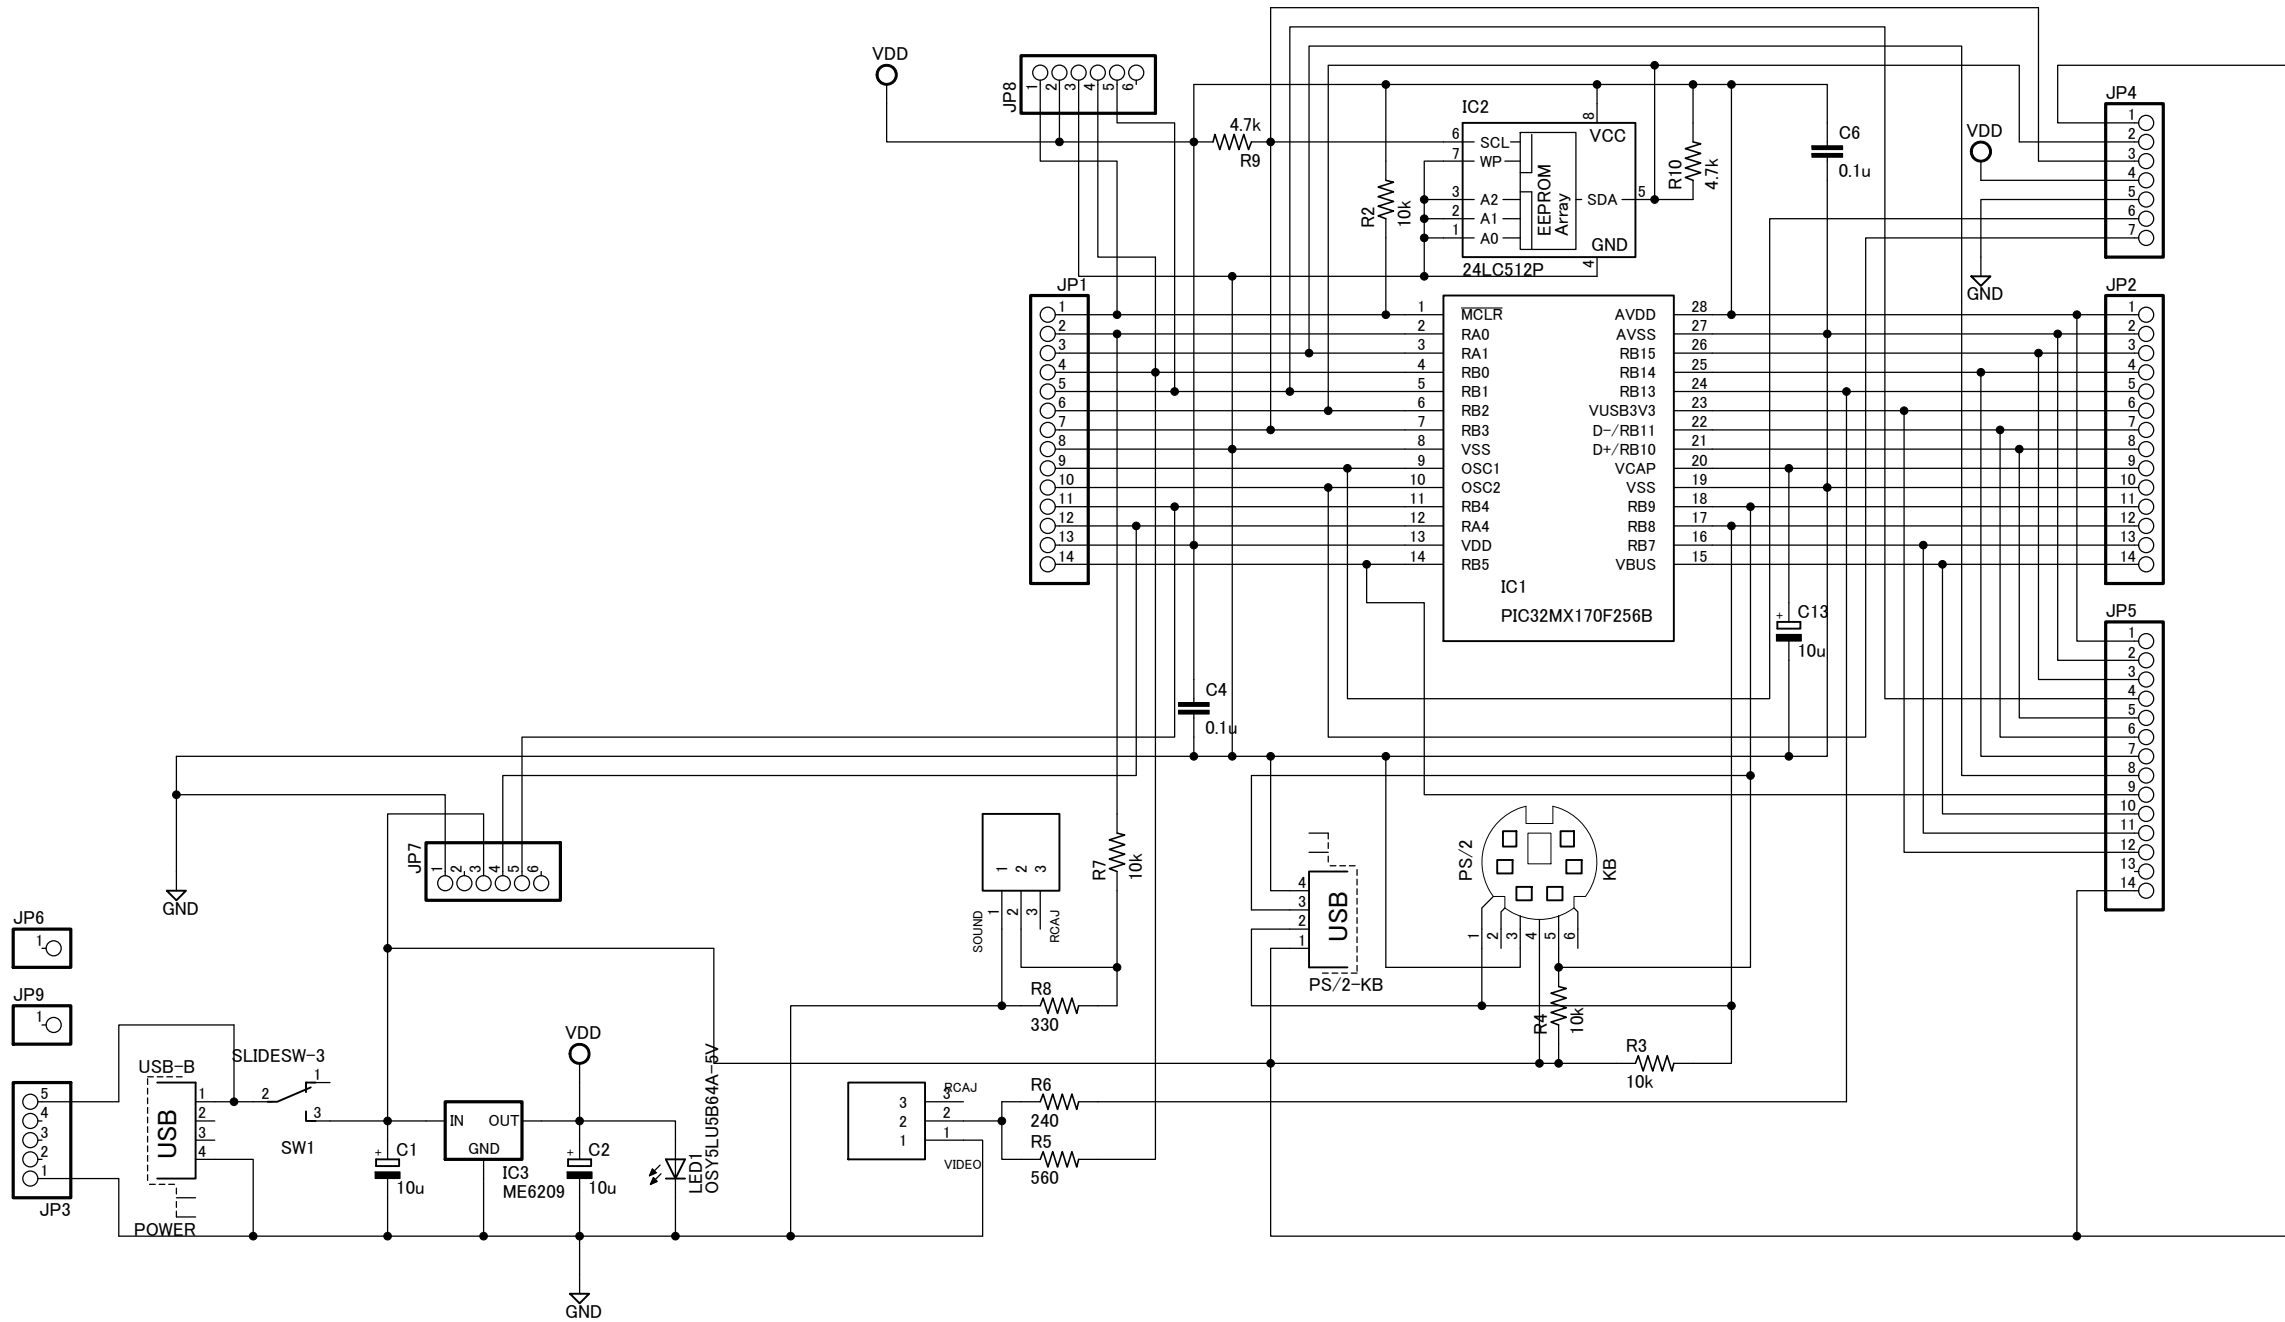 VDD
JP8
1
2
3
4
5
6
4.7k
R9
R2
10k
IC2
6 SCL
7 WP
3 A2
2 A1
1 A0
EEPROM
Array
8
VCC
SDA 5
GND
4
24LC512P
R10
4.7k
C6
0.1u
VDD
GND
JP4
1
2
3
4
5
6
7
JP1
1
2
3
4
5
6
7
8
9
10
11
12
13
14
1 MCLR
2 RA0
3 RA1
4 RB0
5 RB1
6 RB2
7 RB3
8 VSS
9 OSC1
10 OSC2
11 RB4
12 RA4
13 VDD
14 RB5
AVDD 28
AVSS 27
RB15 26
RB14 25
RB13 24
VUSB3V3 23
D-/RB11 22
D+/RB10 21
VCAP 20
VSS 19
RB9 18
RB8 17
RB7 16
VBUS 15
IC1
PIC32MX170F256B
JP2
1
2
3
4
5
6
7
8
9
10
11
12
13
14
+
C13
10u
JP5
1
2
3
4
5
6
7
8
9
10
11
12
13
14
C4
0.1u
GND
JP7
1
2
3
4
5
6
1
2
3
SOUND
1
2
3
RCAJ
R7
10k
R8
330
4
3
2
1
USB
PS/2-KB
PS/2
KB
1
2
3
4
5
6
R4
10k
R3
10k
JP6
1
JP9
1
JP3
5
4
3
2
1
USB-B
USB
1
2
3
4
POWER
SLIDESW-3
2
1
3
SW1
+
C1
10u
IN
OUT
GND
IC3
ME6209
VDD
+
C2
10u
LED1
OSY5LU5B64A-5V
GND
3
2
1
RCAJ
3
2
1
VIDEO
R6
240
R5
560